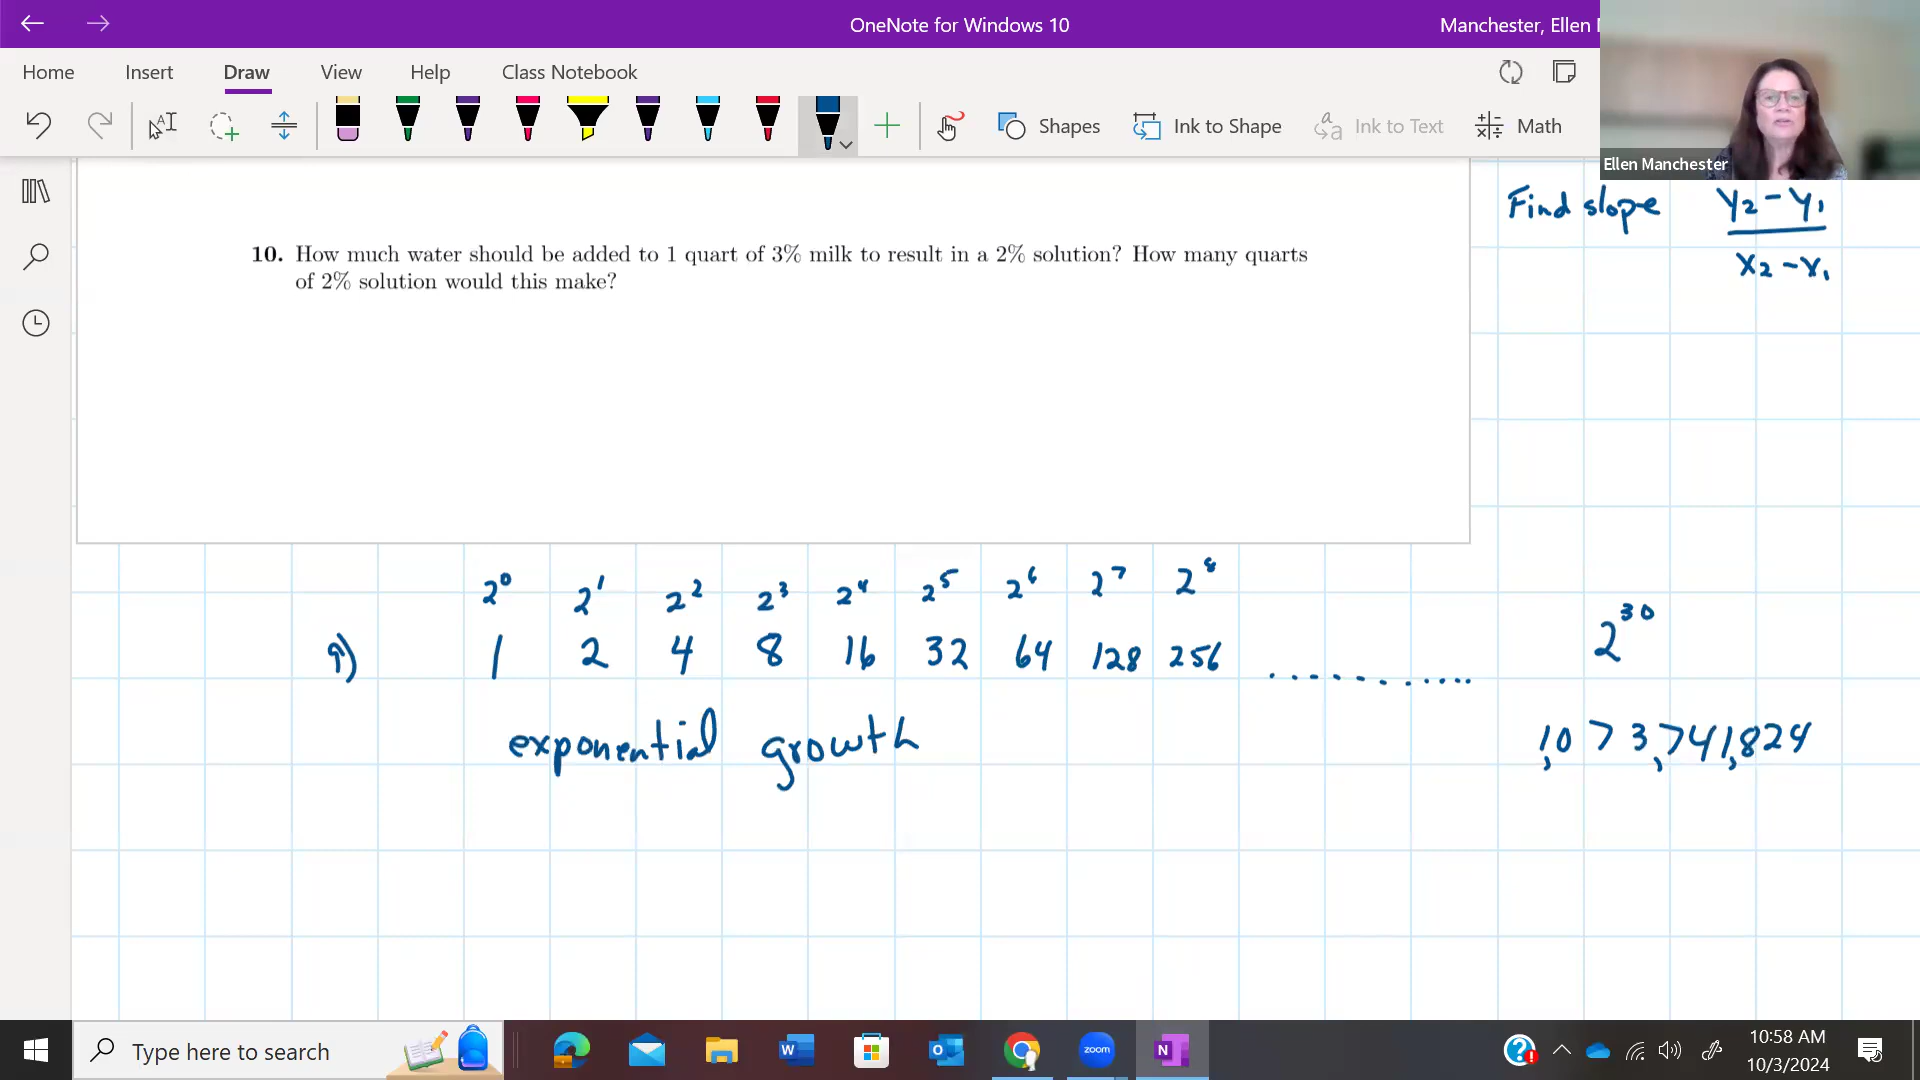 OneNote for Windows 10
Manchester, Ellen
Home Insert Draw View Help Class Notebook
Shapes Ink to Shape Ink to Text Math
Ellen Manchester
Find slope y₂ - y₁
x₂ - x₁
10. How much water should be added to 1 quart of 3% milk to result in a 2% solution? How many quarts
of 2% solution would this make?
2⁰ 2¹ 2² 2³ 2⁴ 2⁵ 2⁶ 2⁷ 2⁸ 2³⁰
9) 1 2 4 8 16 32 64 128 256 ............
exponential growth 1,073,741,824
Type here to search
zoom
10:58 AM
10/3/2024